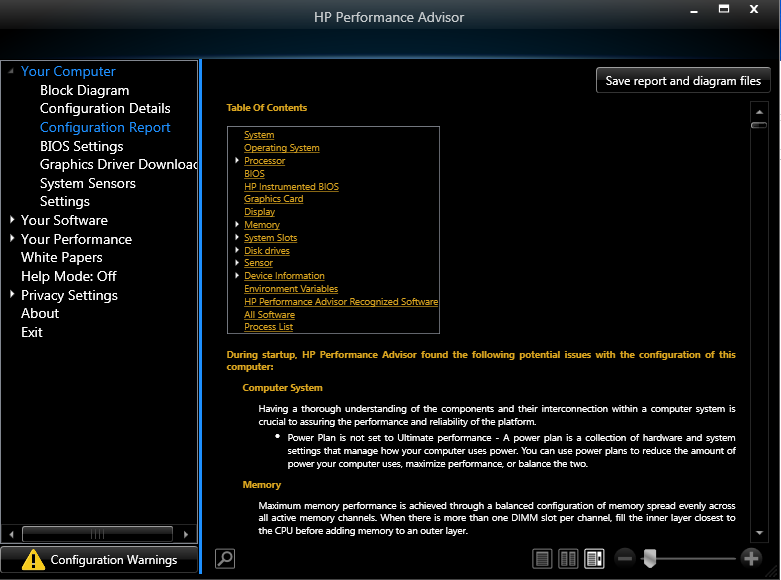 HP Performance Advisor
Your Computer
Block Diagram
Configuration Details
Configuration Report
BIOS Settings
Graphics Driver Downloac
System Sensors
Settings
Your Software
Your Performance
White Papers
Help Mode: Off
Privacy Settings
About
Exit
Configuration Warnings
Save report and diagram files
Table Of Contents
System
Operating System
Processor
BIOS
HP Instrumented BIOS
Graphics Card
Display
Memory
System Slots
Disk drives
Sensor
Device Information
Environment Variables
HP Performance Advisor Recognized Software
All Software
Process List
During startup, HP Performance Advisor found the following potential issues with the configuration of this
computer:
Computer System
Having a thorough understanding of the components and their interconnection within a computer system is
crucial to assuring the performance and reliability of the platform.
• Power Plan is not set to Ultimate performance - A power plan is a collection of hardware and system
settings that manage how your computer uses power. You can use power plans to reduce the amount of
power your computer uses, maximize performance, or balance the two.
Memory
Maximum memory performance is achieved through a balanced configuration of memory spread evenly across
all active memory channels. When there is more than one DIMM slot per channel, fill the inner layer closest to
the CPU before adding memory to an outer layer.